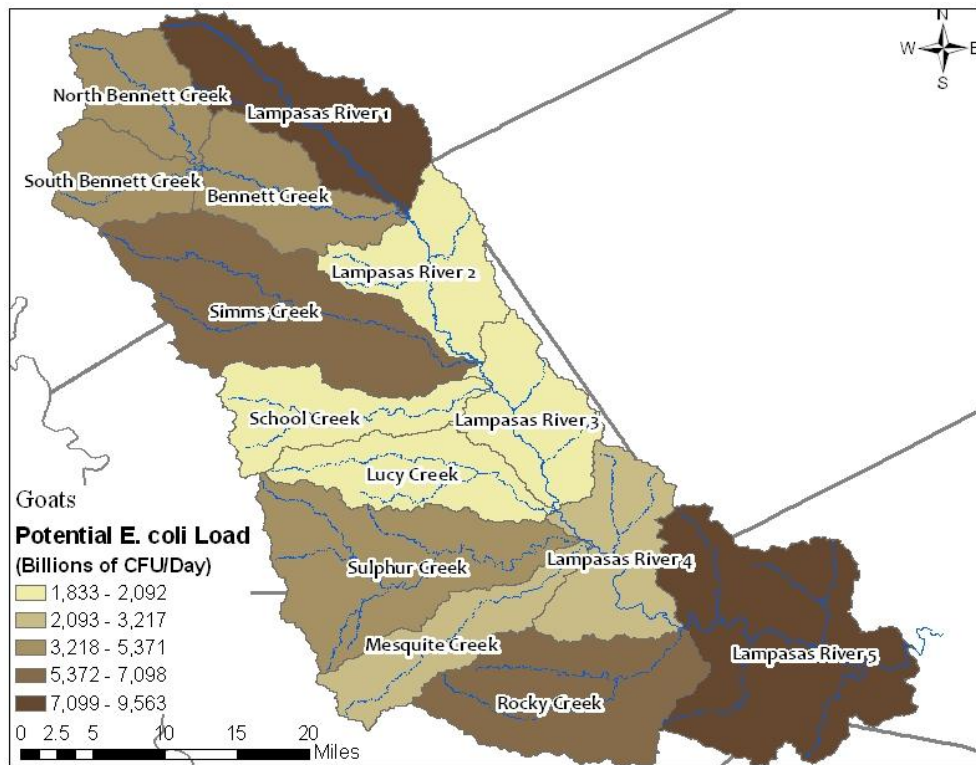 N
W E
S
North Bennett Creek
Lampasas River 1
South Bennett Creek
Bennett Creek
Lampasas River 2
Simms Creek
School Creek
Lampasas River 3
Lucy Creek
Goats
Potential E. coli Load
(Billions of CFU/Day)
1,833 - 2,092
2,093 - 3,217
3,218 - 5,371
5,372 - 7,098
7,099 - 9,563
Sulphur Creek
Lampasas River 4
Mesquite Creek
Lampasas River 5
Rocky Creek
0 2.5 5 10 15 20
Miles